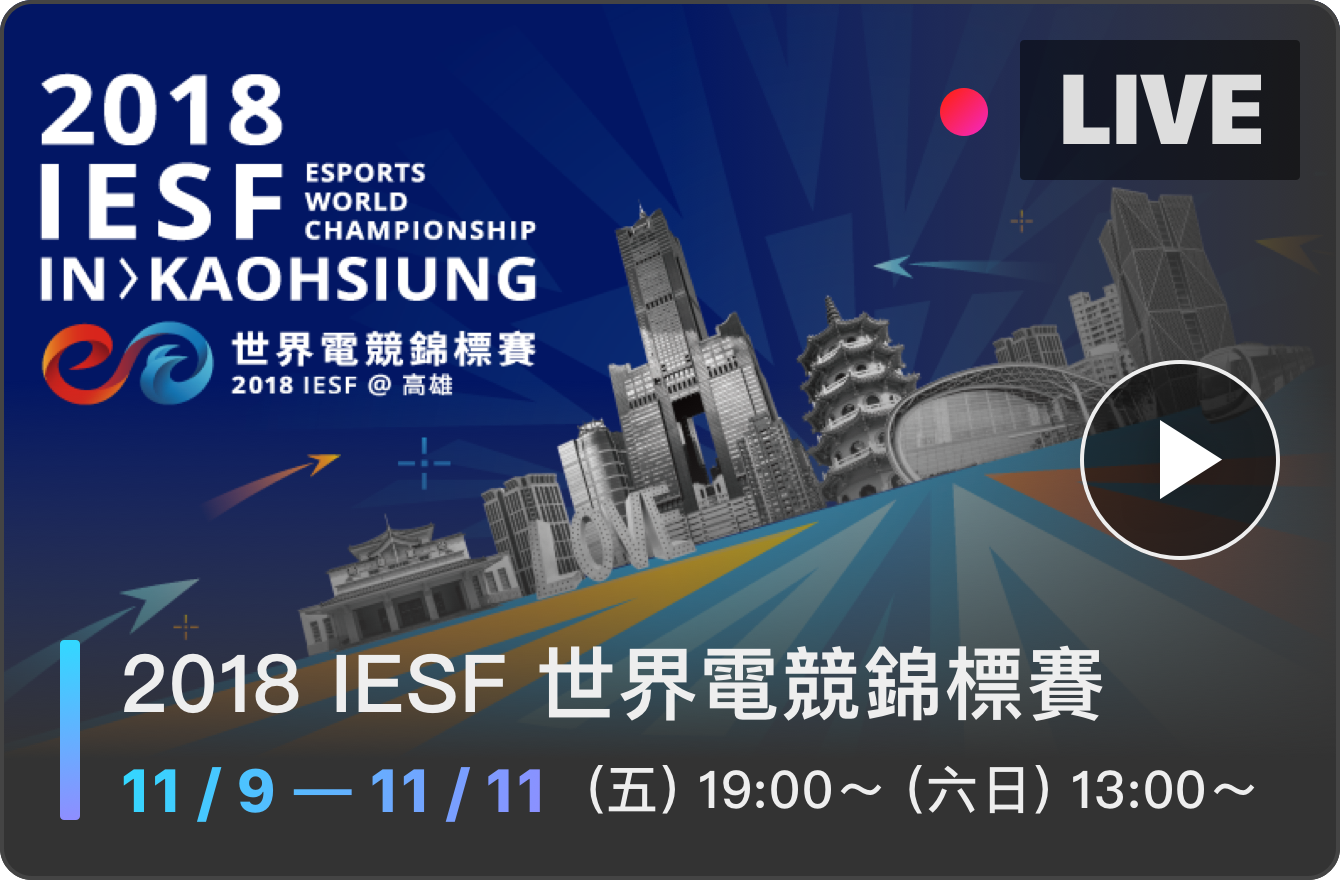 2018
IESF
ESPORTS
WORLD
CHAMPIONSHIP
IN KAOHSIUNG
世界電競錦標賽
2018 IESF @ 高雄
LIVE
LOVE
2018 IESF 世界電競錦標賽
11 / 9 — 11 / 11 (五) 19:00～ (六日) 13:00～